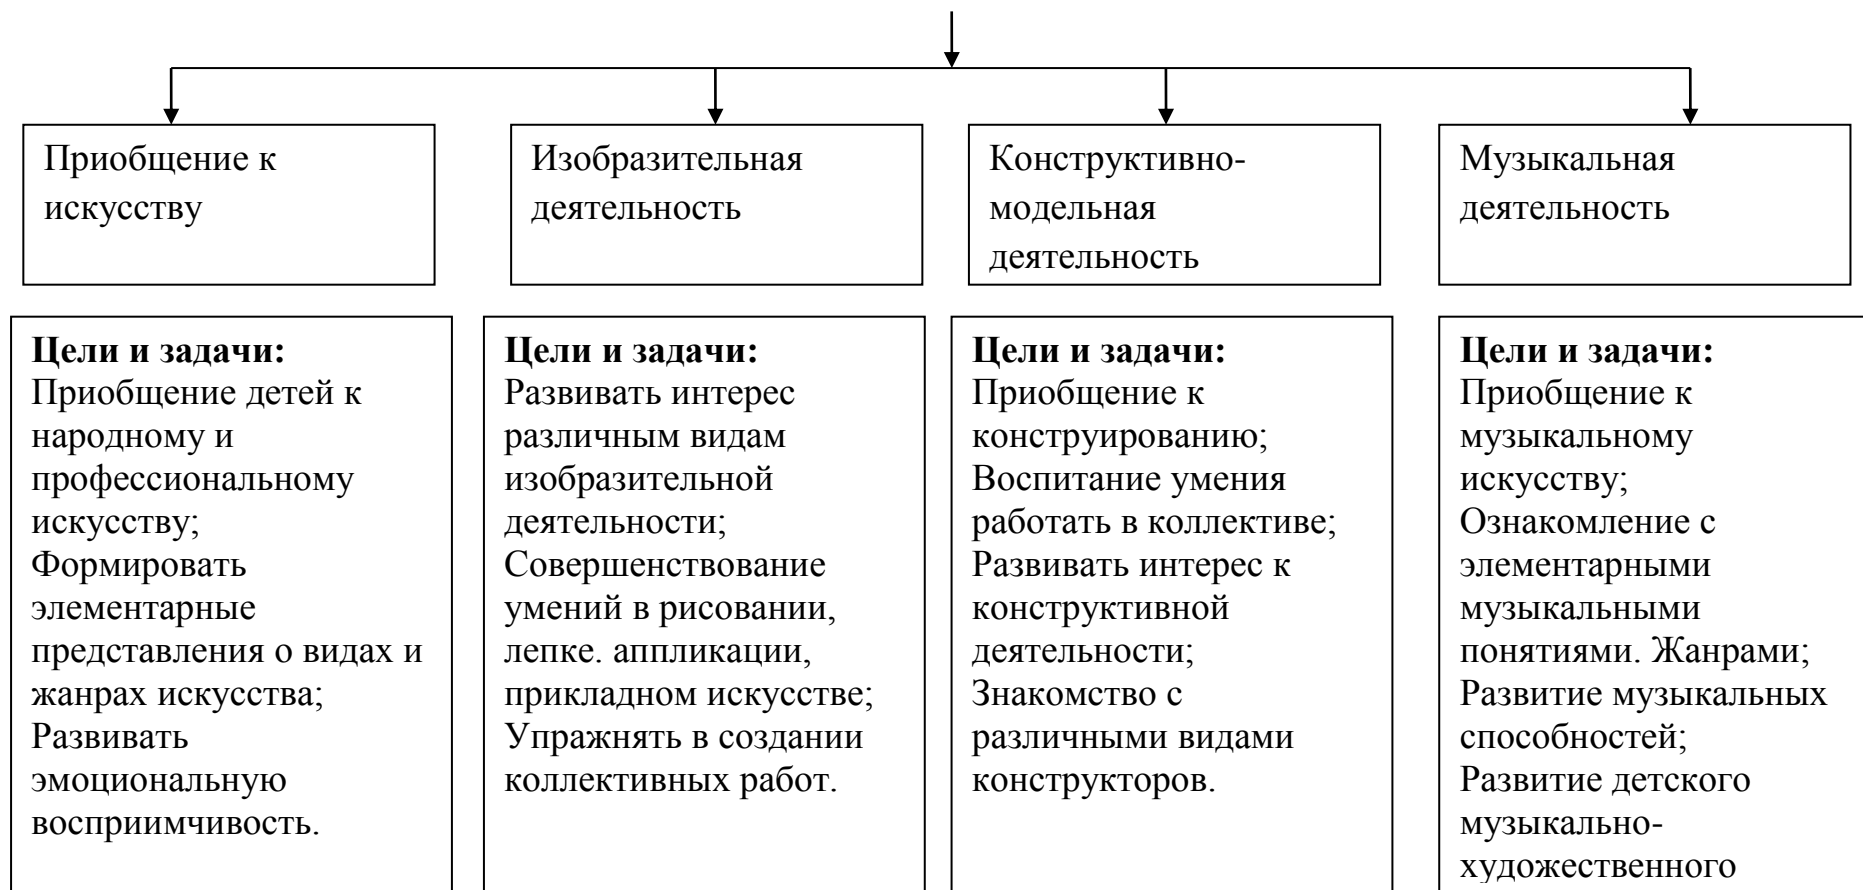 Приобщение к
искусству
Изобразительная
деятельность
Конструктивно-
модельная
деятельность
Музыкальная
деятельность
Цели и задачи:
Приобщение детей к
народному и
профессиональному
искусству;
Формировать
элементарные
представления о видах и
жанрах искусства;
Развивать
эмоциональную
восприимчивость.
Цели и задачи:
Развивать интерес
различным видам
изобразительной
деятельности;
Совершенствование
умений в рисовании,
лепке. аппликации,
прикладном искусстве;
Упражнять в создании
коллективных работ.
Цели и задачи:
Приобщение к
конструированию;
Воспитание умения
работать в коллективе;
Развивать интерес к
конструктивной
деятельности;
Знакомство с
различными видами
конструкторов.
Цели и задачи:
Приобщение к
музыкальному
искусству;
Ознакомление с
элементарными
музыкальными
понятиями. Жанрами;
Развитие музыкальных
способностей;
Развитие детского
музыкально-
художественного